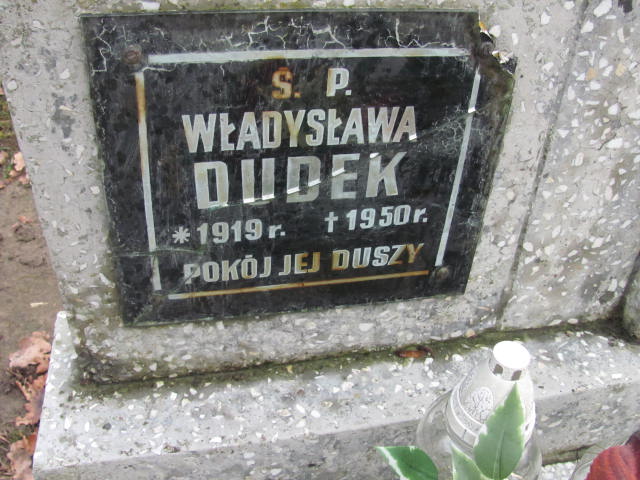 S. P.
WŁADYSŁAWA
DUDEK
* 1919 r. † 1950 r.
POKÓJ JEJ DUSZY